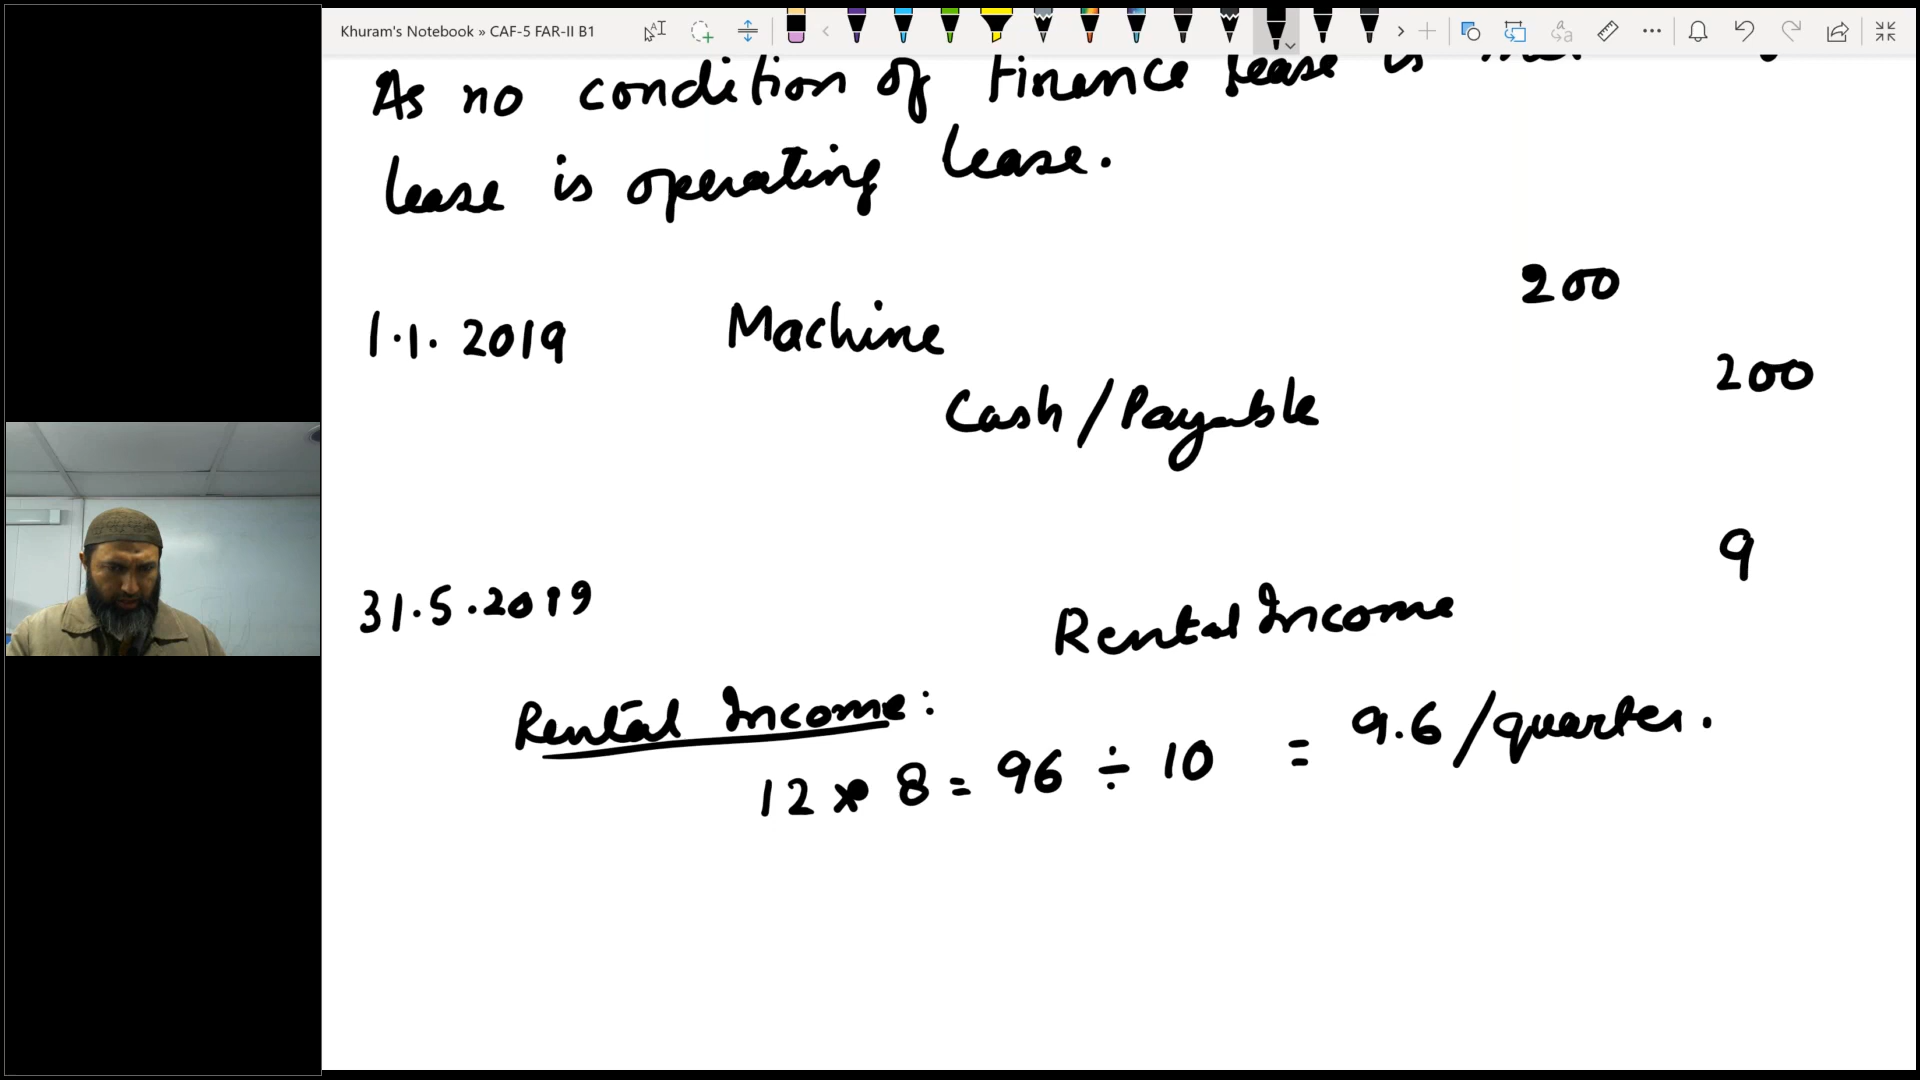 Khuram's Notebook » CAF-5 FAR-II B1
As no condition of Finance lease is
lease is operating lease.
1.1.2019 Machine 200
Cash/Payable 200
31.5.2019 Rental Income 9
Rental Income:
12 × 8 = 96 ÷ 10 = 9.6/quarter.